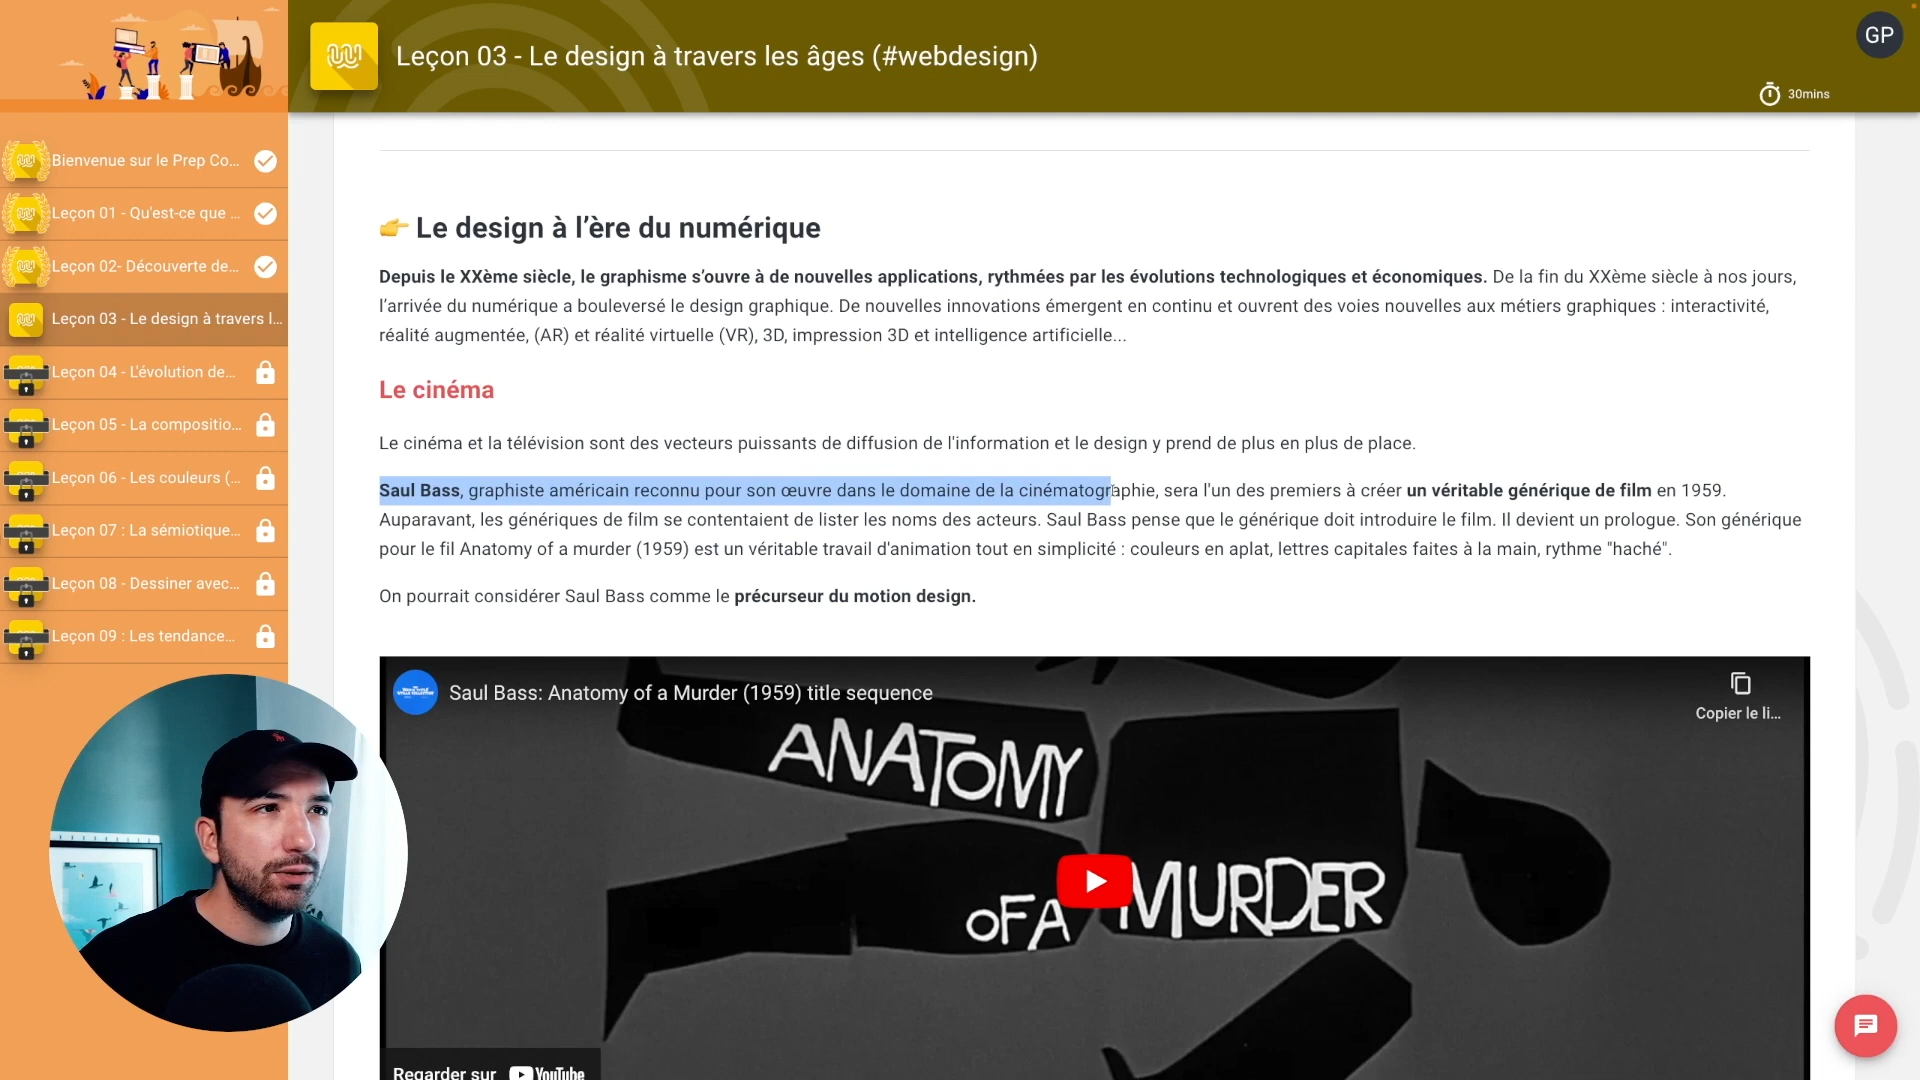 Leçon 03 - Le design à travers les âges (#webdesign)
GP
30mins
Bienvenue sur le Prep Co...
Leçon 01 - Qu'est-ce que ...
Leçon 02- Découverte de...
Leçon 03 - Le design à travers l...
Leçon 04 - L'évolution de...
Leçon 05 - La compositio...
Leçon 06 - Les couleurs (...
Leçon 07 : La sémiotique...
Leçon 08 - Dessiner avec...
Leçon 09 : Les tendance...
👉 Le design à l’ère du numérique
Depuis le XXème siècle, le graphisme s’ouvre à de nouvelles applications, rythmées par les évolutions technologiques et économiques. De la fin du XXème siècle à nos jours,
l’arrivée du numérique a bouleversé le design graphique. De nouvelles innovations émergent en continu et ouvrent des voies nouvelles aux métiers graphiques : interactivité,
réalité augmentée, (AR) et réalité virtuelle (VR), 3D, impression 3D et intelligence artificielle...
Le cinéma
Le cinéma et la télévision sont des vecteurs puissants de diffusion de l'information et le design y prend de plus en plus de place.
Saul Bass, graphiste américain reconnu pour son œuvre dans le domaine de la cinématographie, sera l'un des premiers à créer un véritable générique de film en 1959.
Auparavant, les génériques de film se contentaient de lister les noms des acteurs. Saul Bass pense que le générique doit introduire le film. Il devient un prologue. Son générique
pour le fil Anatomy of a murder (1959) est un véritable travail d'animation tout en simplicité : couleurs en aplat, lettres capitales faites à la main, rythme "haché".
On pourrait considérer Saul Bass comme le précurseur du motion design.
Saul Bass: Anatomy of a Murder (1959) title sequence
Copier le li...
ANATOMY
OF A MURDER
Regarder sur YouTube